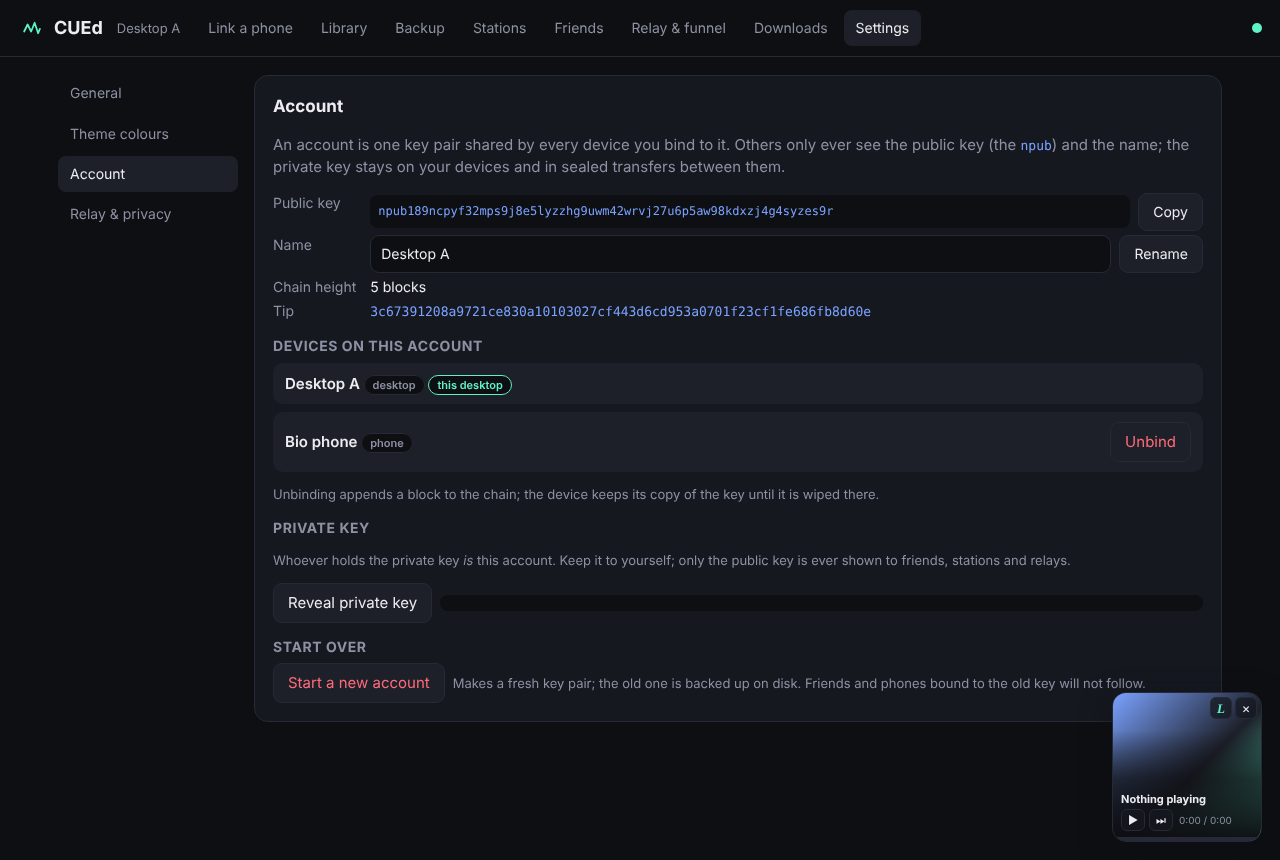 CUEd Desktop A Link a phone Library Backup Stations Friends Relay & funnel Downloads Settings
General
Theme colours
Account
Relay & privacy
Account
An account is one key pair shared by every device you bind to it. Others only ever see the public key (the npub) and the name; the
private key stays on your devices and in sealed transfers between them.
Public key npub189ncpyf32mps9j8e5lyzzhg9uwm42wrvj27u6p5aw98kdxzj4g4syzes9r Copy
Name Desktop A Rename
Chain height 5 blocks
Tip 3c67391208a9721ce830a10103027cf443d6cd953a0701f23cf1fe686fb8d60e
DEVICES ON THIS ACCOUNT
Desktop A desktop this desktop
Bio phone phone Unbind
Unbinding appends a block to the chain; the device keeps its copy of the key until it is wiped there.
PRIVATE KEY
Whoever holds the private key is this account. Keep it to yourself; only the public key is ever shown to friends, stations and relays.
Reveal private key
START OVER
Start a new account Makes a fresh key pair; the old one is backed up on disk. Friends and phones bound to the old key will not follow.
L ×
Nothing playing
0:00 / 0:00